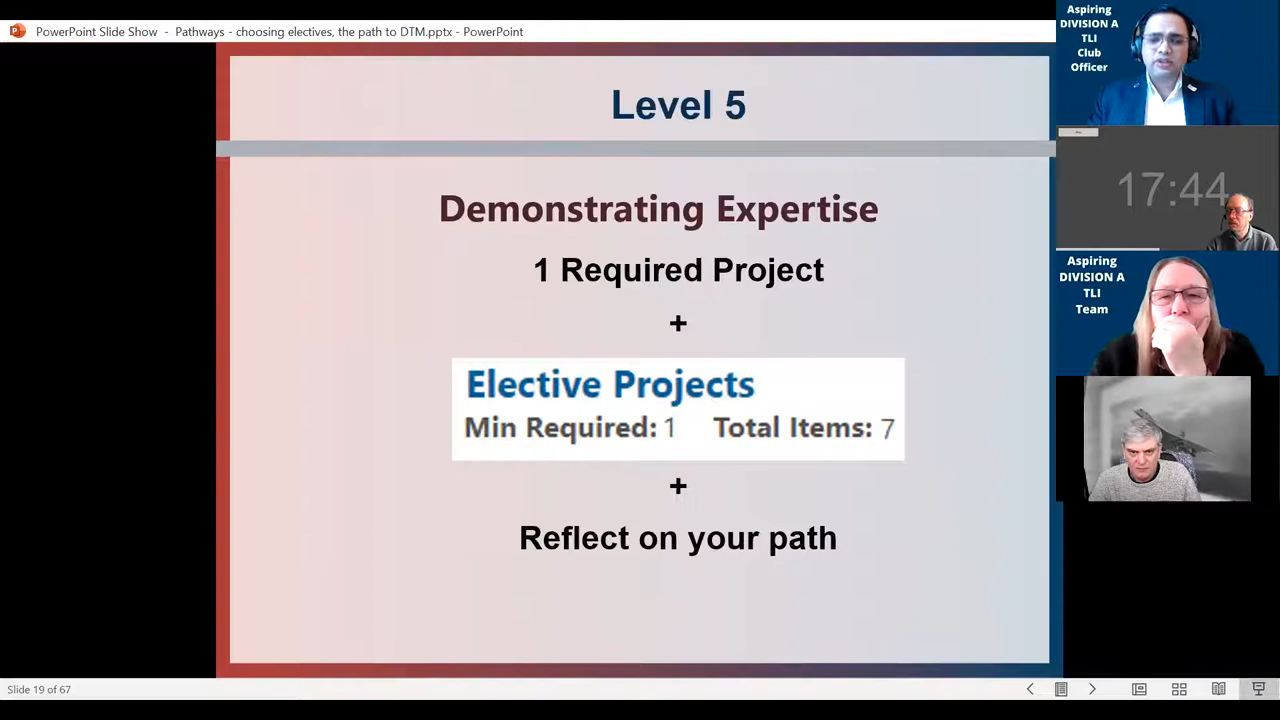 PowerPoint Slide Show - Pathways - choosing electives, the path to DTM.pptx - PowerPoint
Level 5
Demonstrating Expertise
1 Required Project
+
Elective Projects
Min Required: 1 Total Items: 7
+
Reflect on your path
Slide 19 of 67
Aspiring
DIVISION A
TLI
Club
Officer
17:44
Aspiring
DIVISION A
TLI
Team